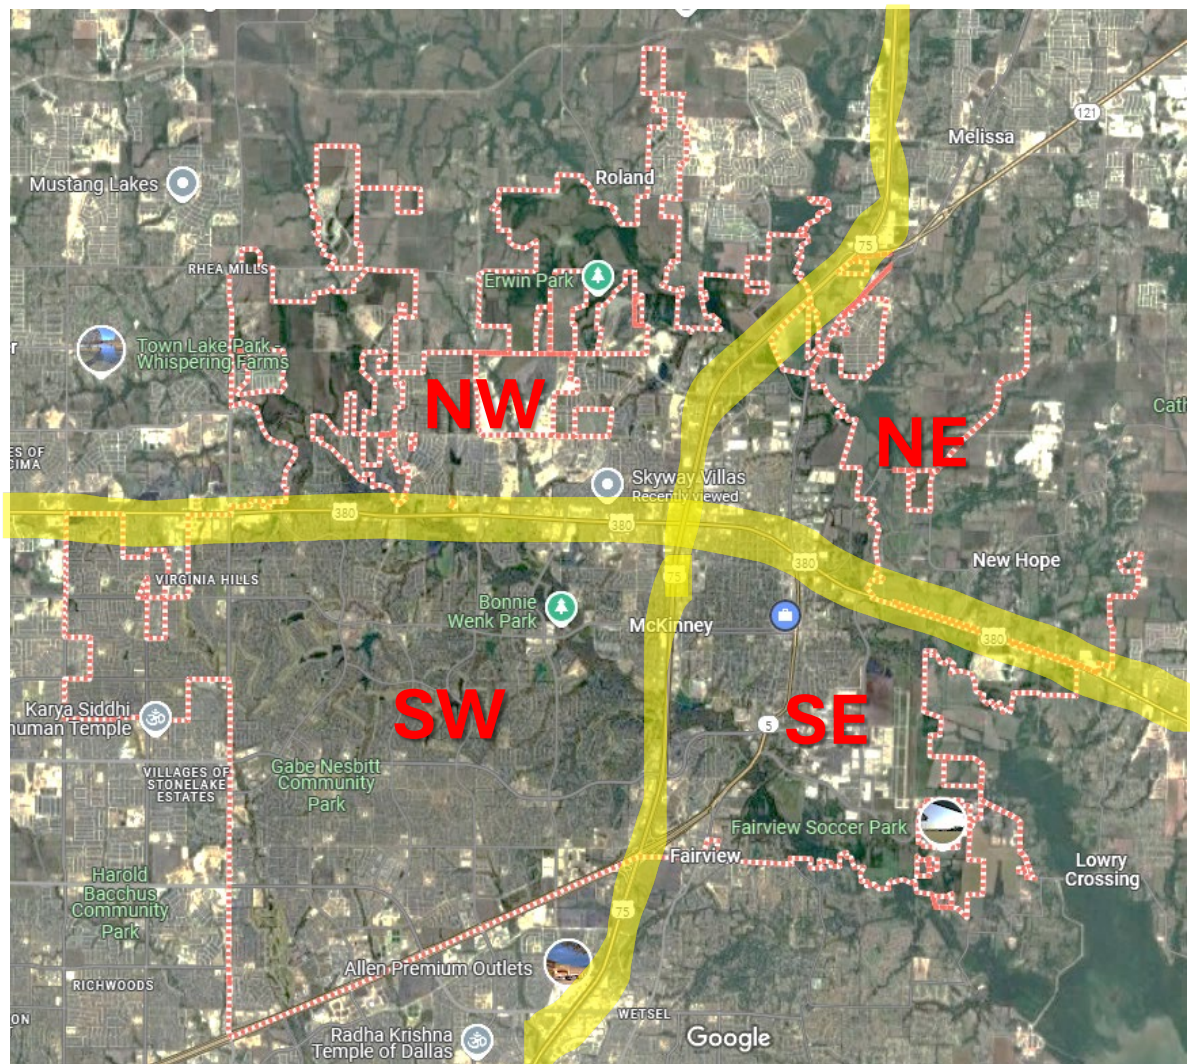 121
Melissa
Mustang Lakes
Roland
75
RHEA MILLS
Erwin Park
Town Lake Park -
Whispering Farms
NW
Cath
NE
ES OF
CIMA
Skyway Villas
Recently viewed
380
380
380
New Hope
75
VIRGINIA HILLS
Bonnie
Wenk Park
McKinney
380
SW
SE
Karya Siddhi
numan Temple
5
VILLAGES OF
STONELAKE
ESTATES
Gabe Nesbitt
Community
Park
Fairview Soccer Park
Fairview
Lowry
Crossing
Harold
Bacchus
Community
Park
75
Allen Premium Outlets
RICHWOODS
ON
WETSEL
Radha Krishna
Temple of Dallas
Google